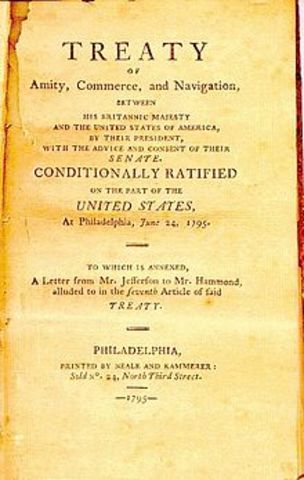 TREATY
OF
Amity, Commerce, and Navigation,
BETWEEN
HIS BRITANNIC MAJESTY
AND THE UNITED STATES OF AMERICA,
BY THEIR PRESIDENT,
WITH THE ADVICE AND CONSENT OF THEIR
SENATE.
CONDITIONALLY RATIFIED
ON THE PART OF THE
UNITED STATES,
At Philadelphia, June 24, 1795.
TO WHICH IS ANNEXED,
A Letter from Mr. Jefferson to Mr. Hammond,
alluded to in the seventh Article of said
TREATY.
PHILADELPHIA,
PRINTED BY NEALE AND KAMMERER:
Sold No. 24, North Third Street.
—1795—